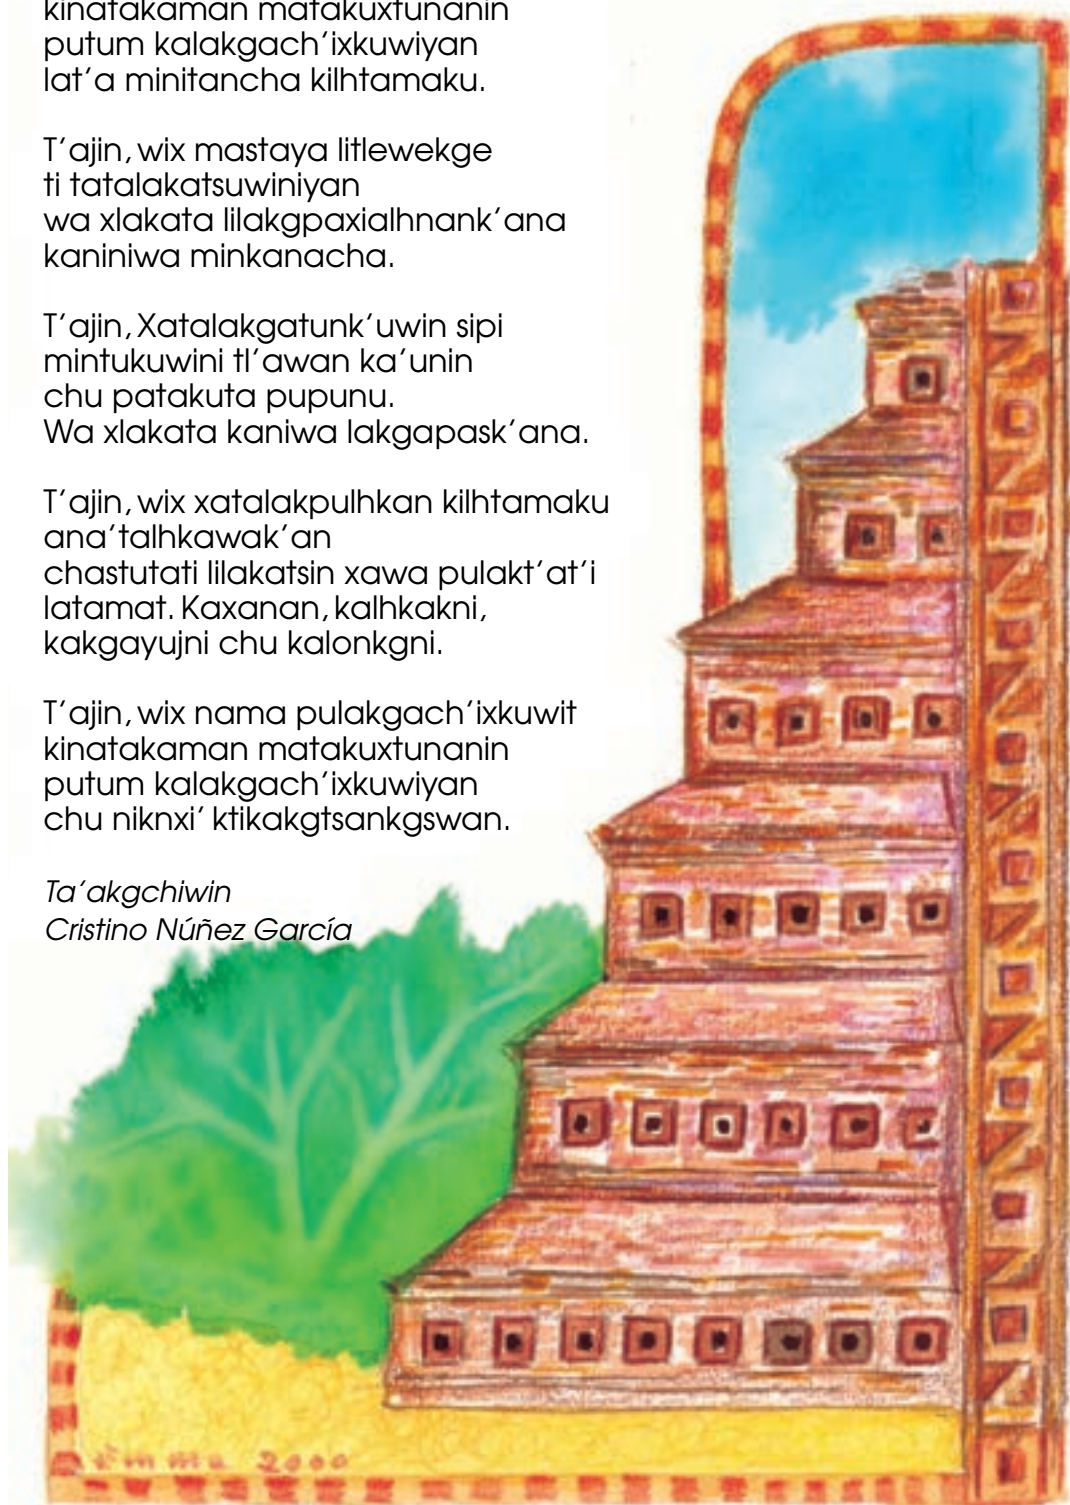 kinatakaman matakuxtunanin
putum kalakgach’ixkuwiyan
lat’a minitancha kilhtamaku.

T’ajin, wix mastaya litlewekge
ti tatalakatsuwiniyan
wa xlakata lilakgpaxialhnank’ana
kaniniwa minkanacha.

T’ajin, Xatalakgatunk’uwin sipi
mintukuwini tl’awan ka’unin
chu patakuta pupunu.
Wa xlakata kaniwa lakgapask’ana.

T’ajin, wix xatalakpulhkan kilhtamaku
ana’talhkawak’an
chastutati lilakatsin xawa pulakt’at’i
latamat. Kaxanan, kalhkakni,
kakgayujni chu kalonkgni.

T’ajin, wix nama pulakgach’ixkuwit
kinatakaman matakuxtunanin
putum kalakgach’ixkuwiyan
chu niknxi’ ktikakgtsankgswan.

Ta’akgchiwin
Cristino Núñez García

Emma 2000